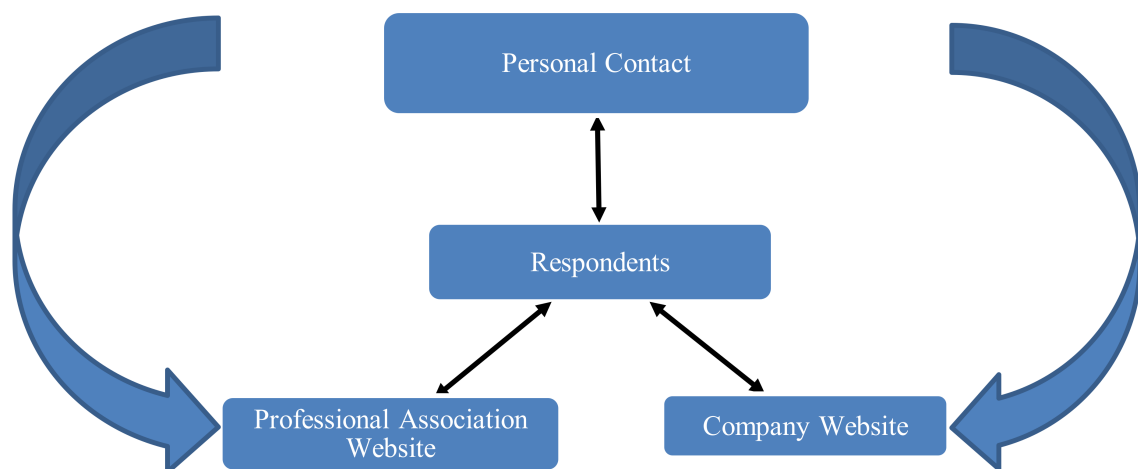 Personal Contact
Respondents
Professional Association
Website
Company Website